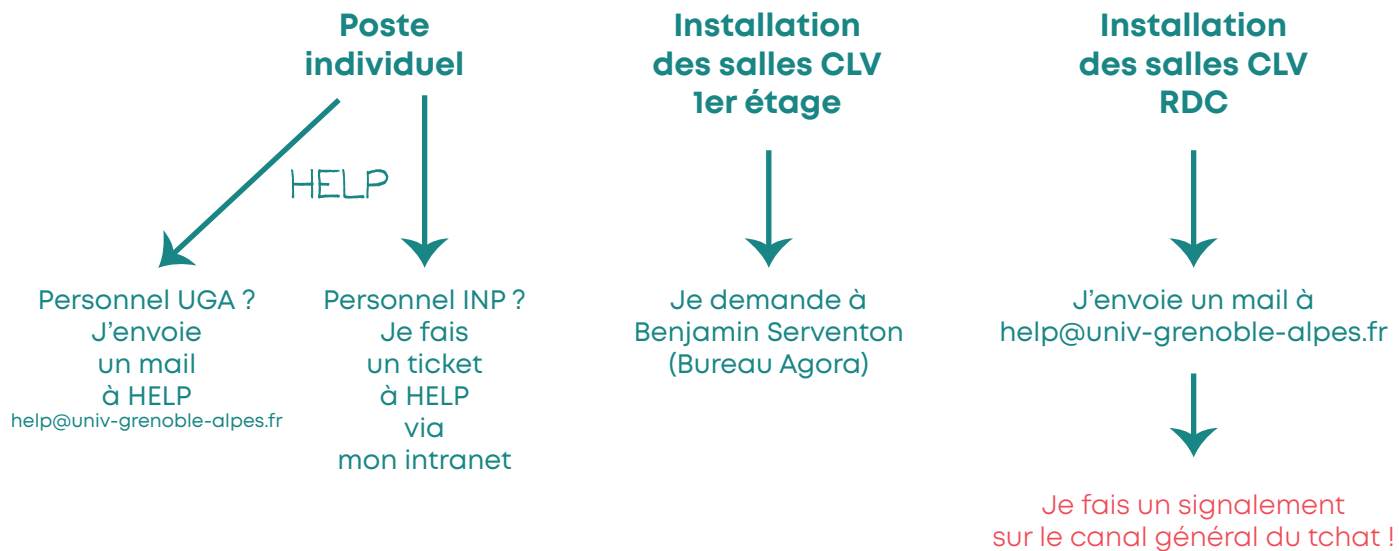 Poste
individuel
HELP
Personnel UGA ?
J'envoie
un mail
à HELP
help@univ-grenoble-alpes.fr
Personnel INP ?
Je fais
un ticket
à HELP
via
mon intranet
Installation
des salles CLV
1er étage
Je demande à
Benjamin Serventon
(Bureau Agora)
Installation
des salles CLV
RDC
J'envoie un mail à
help@univ-grenoble-alpes.fr
Je fais un signalement
sur le canal général du tchat !